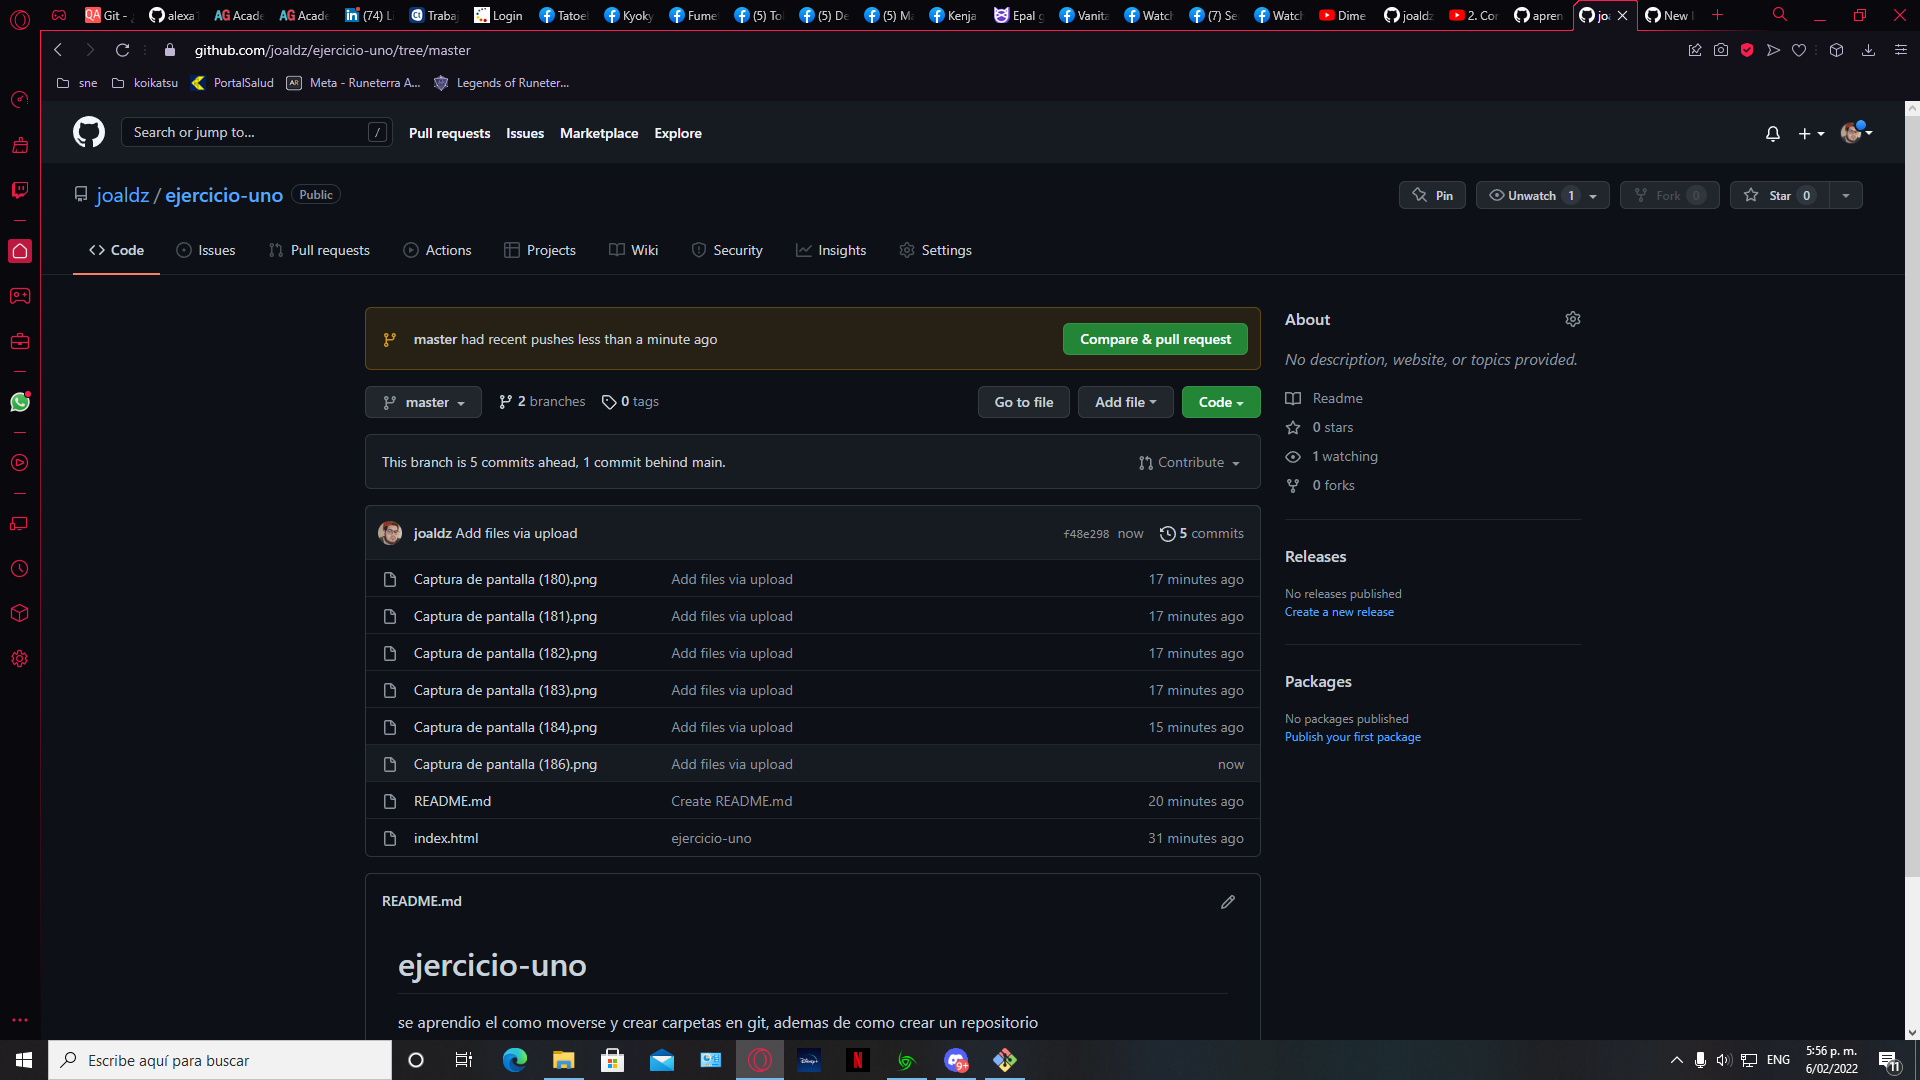 QA Git - ¿
alexa1
AG Acade
AG Acade
in (74) Li
Trabaj
Login
Tatoel
Kyoky
Fume
(5) To
(5) De
(5) Ma
Kenja
Epal g
Vanita
Watch
(7) Se
Watch
Dime
joaldz
2. Cor
apren
joa
New I
github.com/joaldz/ejercicio-uno/tree/master
sne
koikatsu
PortalSalud
AR Meta - Runeterra A...
Legends of Runeter...
Search or jump to... /
Pull requests
Issues
Marketplace
Explore
joaldz / ejercicio-uno Public
Pin
Unwatch 1
Fork 0
Star 0
Code
Issues
Pull requests
Actions
Projects
Wiki
Security
Insights
Settings
master had recent pushes less than a minute ago
Compare & pull request
master
2 branches
0 tags
Go to file
Add file
Code
This branch is 5 commits ahead, 1 commit behind main.
Contribute
joaldz Add files via upload f48e298 now 5 commits
Captura de pantalla (180).png Add files via upload 17 minutes ago
Captura de pantalla (181).png Add files via upload 17 minutes ago
Captura de pantalla (182).png Add files via upload 17 minutes ago
Captura de pantalla (183).png Add files via upload 17 minutes ago
Captura de pantalla (184).png Add files via upload 15 minutes ago
Captura de pantalla (186).png Add files via upload now
README.md Create README.md 20 minutes ago
index.html ejercicio-uno 31 minutes ago
README.md
ejercicio-uno
se aprendio el como moverse y crear carpetas en git, ademas de como crear un repositorio
About
No description, website, or topics provided.
Readme
0 stars
1 watching
0 forks
Releases
No releases published
Create a new release
Packages
No packages published
Publish your first package
Escribe aquí para buscar
Disney+
N
9+
ENG
5:56 p. m.
6/02/2022
11